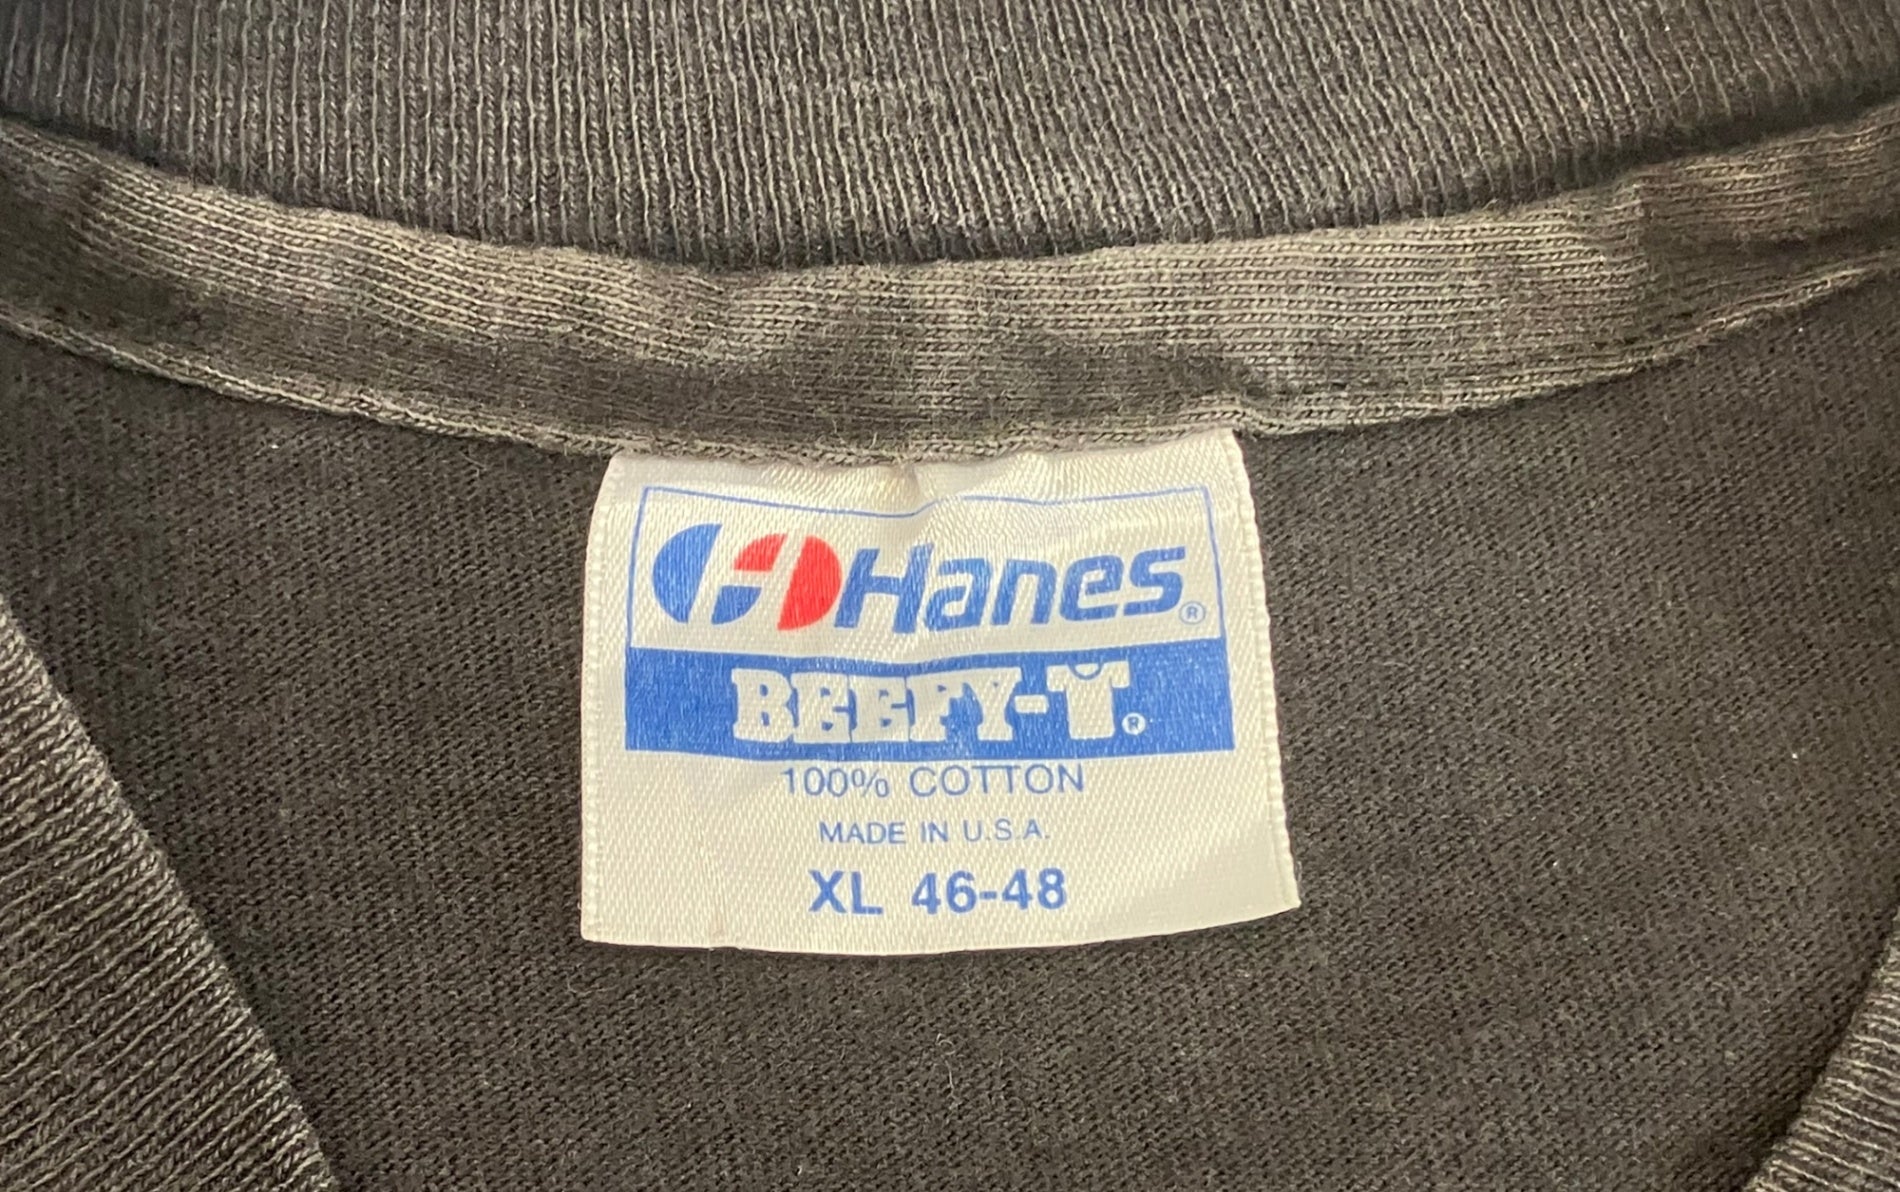 Hanes®
BEEFY-T®
100% COTTON
MADE IN U.S.A.
XL 46-48